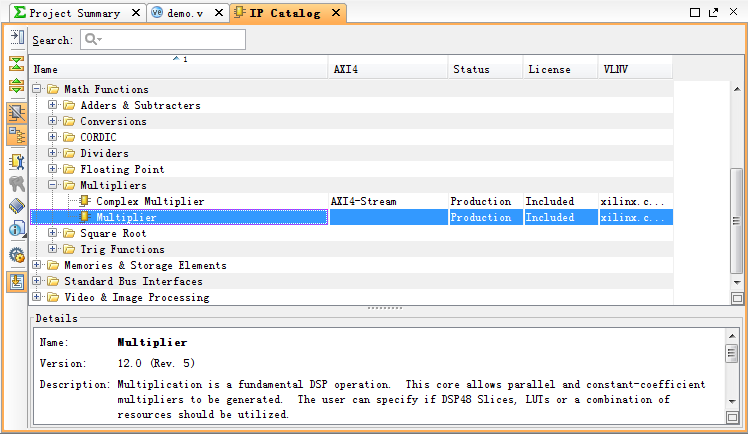 Project Summary demo.v IP Catalog
Search:
Name 1 AXI4 Status License VLNV
Math Functions
Adders & Subtracters
Conversions
CORDIC
Dividers
Floating Point
Multipliers
Complex Multiplier AXI4-Stream Production Included xilinx.c...
Multiplier Production Included xilinx.c...
Square Root
Trig Functions
Memories & Storage Elements
Standard Bus Interfaces
Video & Image Processing
Details
Name: Multiplier
Version: 12.0 (Rev. 5)
Description: Multiplication is a fundamental DSP operation. This core allows parallel and constant-coefficient
multipliers to be generated. The user can specify if DSP48 Slices, LUTs or a combination of
resources should be utilized.